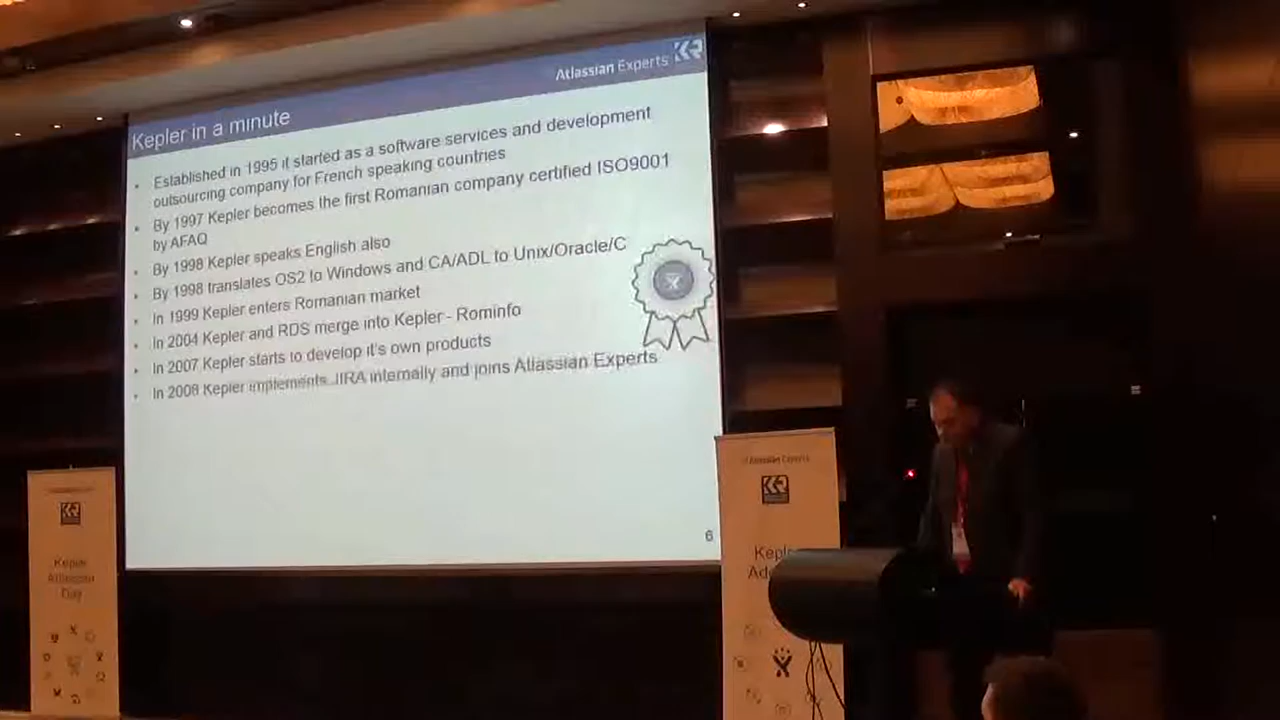 Atlassian Experts KR
Kepler in a minute
Established in 1995 it started as a software services and development
outsourcing company for French speaking countries
By 1997 Kepler becomes the first Romanian company certified ISO9001
by AFAQ
By 1998 Kepler speaks English also
By 1998 translates OS2 to Windows and CA/ADL to Unix/Oracle/C
In 1999 Kepler enters Romanian market
In 2004 Kepler and RDS merge into Kepler - Rominfo
In 2007 Kepler starts to develop it's own products
In 2008 Kepler implements JIRA internally and joins Atlassian Experts
6
KR
Kepler
Atlassian
Day
Atlassian Experts
KR